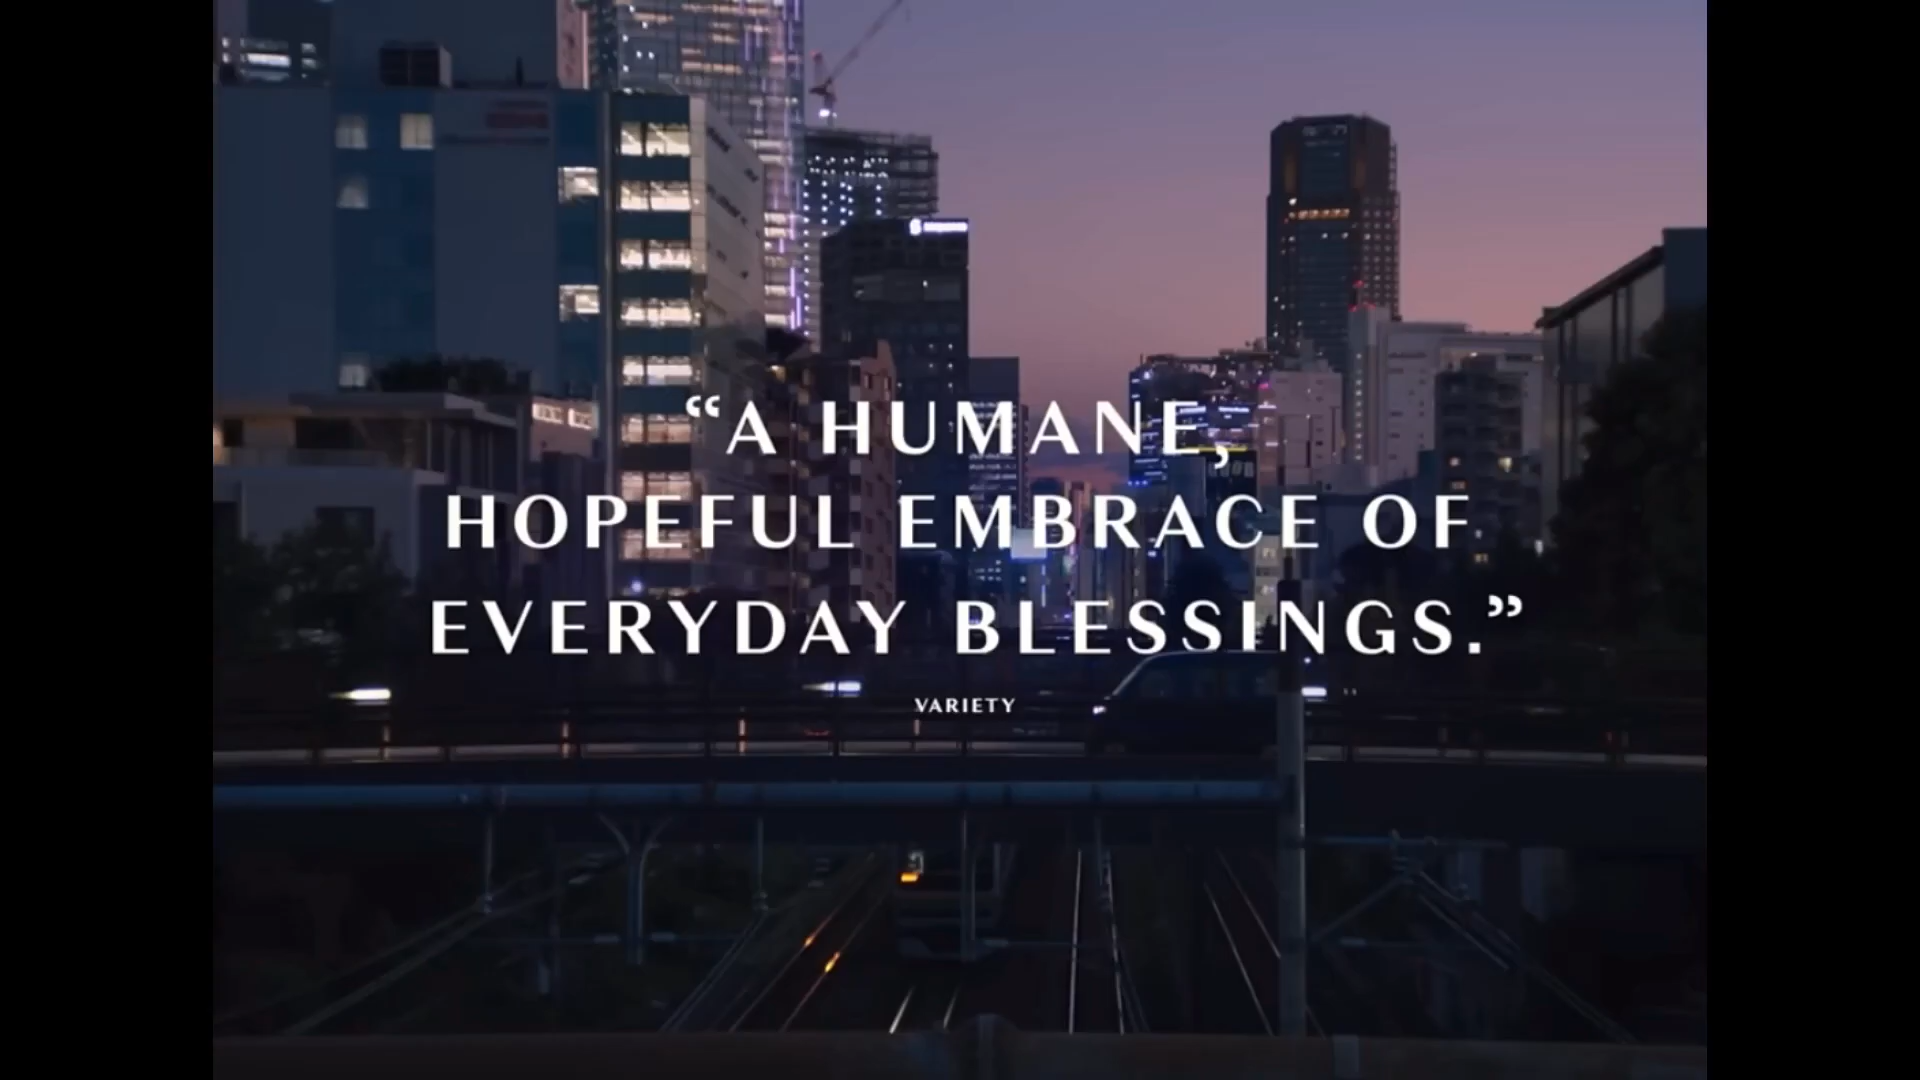 “A HUMANE,
HOPEFUL EMBRACE OF
EVERYDAY BLESSINGS.”
VARIETY